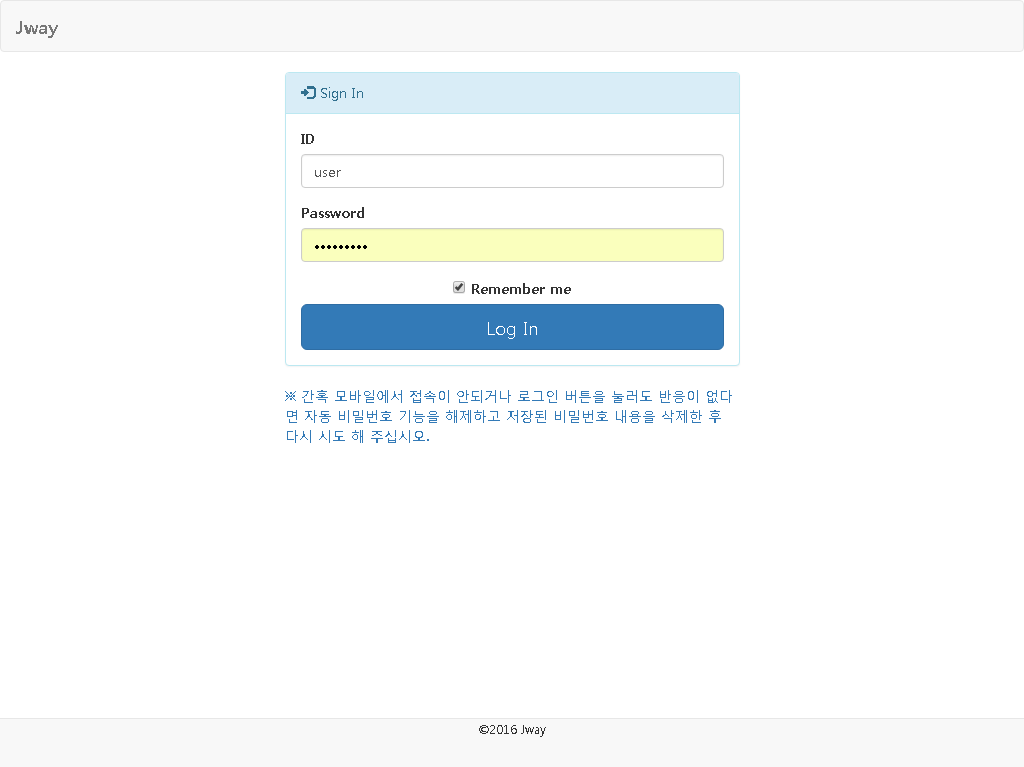 Jway
Sign In
ID
user
Password
•••••••••
Remember me
Log In
※ 간혹 모바일에서 접속이 안되거나 로그인 버튼을 눌러도 반응이 없다
면 자동 비밀번호 기능을 해제하고 저장된 비밀번호 내용을 삭제한 후
다시 시도 해 주십시오.
©2016 Jway